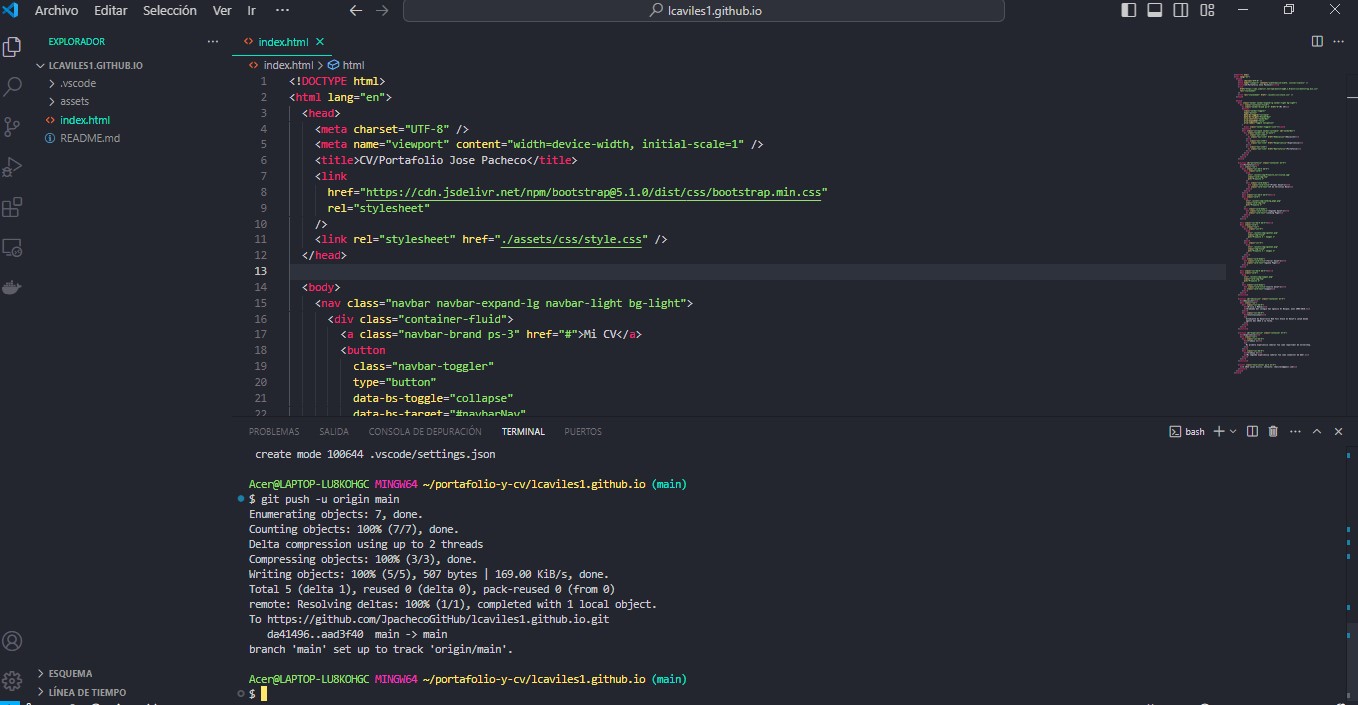 Archivo Editar Selección Ver Ir ··· lcaviles1.github.io
EXPLORADOR ···
LCAVILES1.GITHUB.IO
.vscode
assets
index.html
README.md
ESQUEMA
LÍNEA DE TIEMPO
index.html
index.html > html
1 <!DOCTYPE html>
2 <html lang="en">
3 <head>
4 <meta charset="UTF-8" />
5 <meta name="viewport" content="width=device-width, initial-scale=1" />
6 <title>CV/Portafolio Jose Pacheco</title>
7 <link
8 href="https://cdn.jsdelivr.net/npm/bootstrap@5.1.0/dist/css/bootstrap.min.css"
9 rel="stylesheet"
10 />
11 <link rel="stylesheet" href="./assets/css/style.css" />
12 </head>
13
14 <body>
15 <nav class="navbar navbar-expand-lg navbar-light bg-light">
16 <div class="container-fluid">
17 <a class="navbar-brand ps-3" href="#">Mi CV</a>
18 <button
19 class="navbar-toggler"
20 type="button"
21 data-bs-toggle="collapse"
22 data-bs-target="#navbarNav"
PROBLEMAS SALIDA CONSOLA DE DEPURACIÓN TERMINAL PUERTOS bash
create mode 100644 .vscode/settings.json
Acer@LAPTOP-LU8KOHGC MINGW64 ~/portafolio-y-cv/lcaviles1.github.io (main)
$ git push -u origin main
Enumerating objects: 7, done.
Counting objects: 100% (7/7), done.
Delta compression using up to 2 threads
Compressing objects: 100% (3/3), done.
Writing objects: 100% (5/5), 507 bytes | 169.00 KiB/s, done.
Total 5 (delta 1), reused 0 (delta 0), pack-reused 0 (from 0)
remote: Resolving deltas: 100% (1/1), completed with 1 local object.
To https://github.com/JpachecoGitHub/lcaviles1.github.io.git
da41496..aad3f40 main -> main
branch 'main' set up to track 'origin/main'.
Acer@LAPTOP-LU8KOHGC MINGW64 ~/portafolio-y-cv/lcaviles1.github.io (main)
$